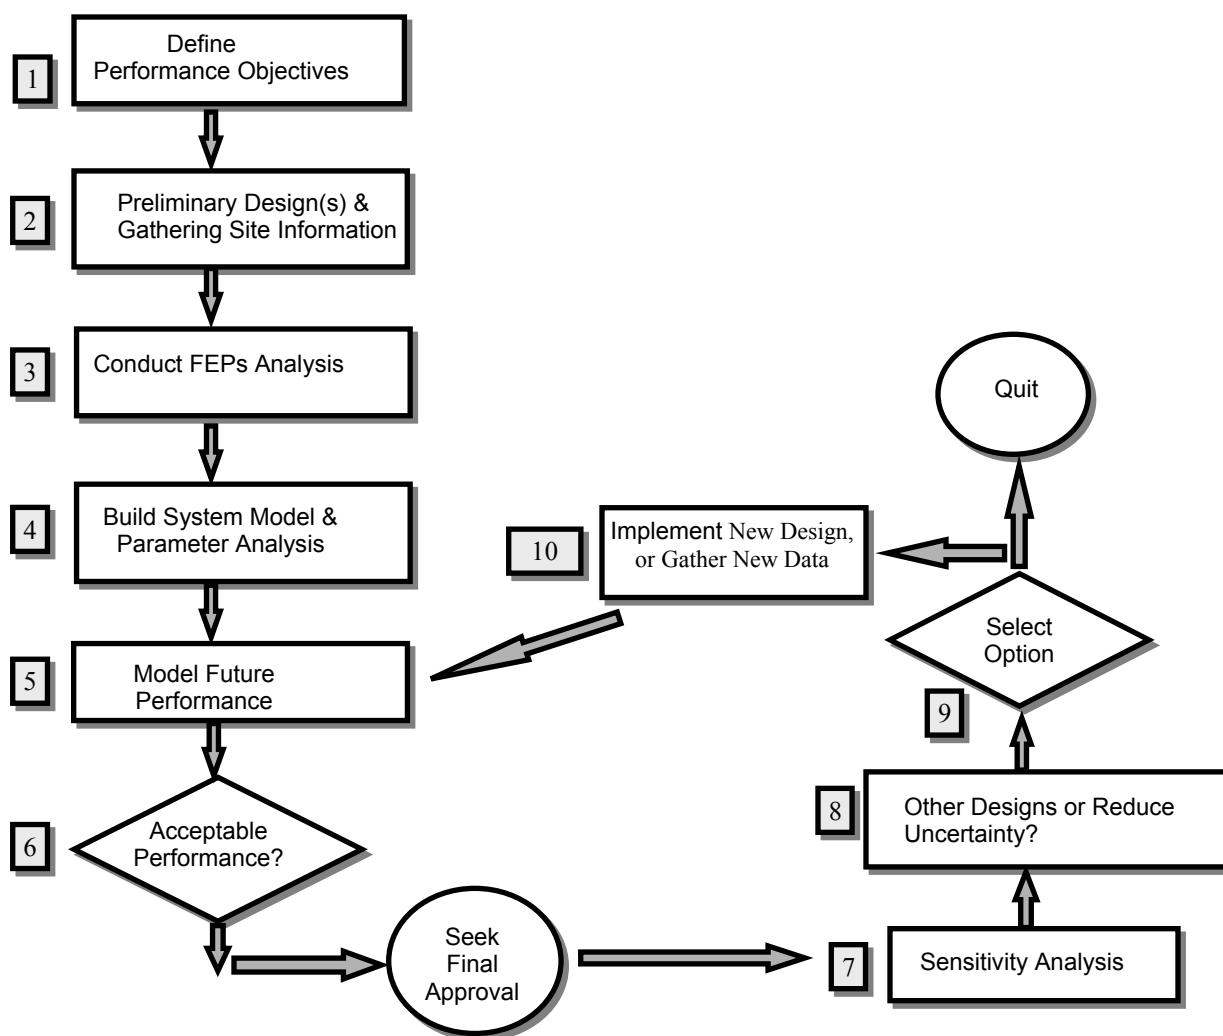 1
Define
Performance Objectives
2
Preliminary Design(s) &
Gathering Site Information
3
Conduct FEPs Analysis
4
Build System Model &
Parameter Analysis
5
Model Future
Performance
6
Acceptable
Performance?
Seek
Final
Approval
7
Sensitivity Analysis
8
Other Designs or Reduce
Uncertainty?
9
Select
Option
Quit
10
Implement New Design,
or Gather New Data